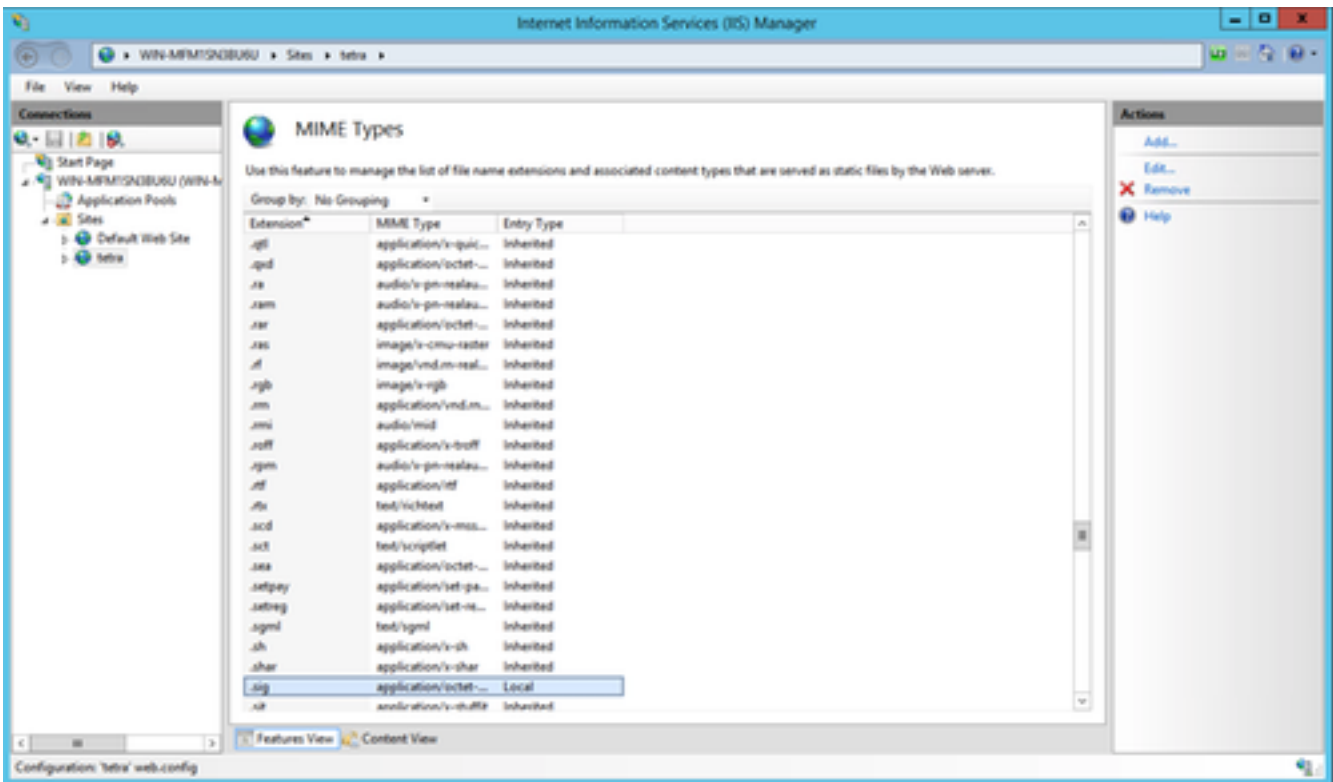 Internet Information Services (IIS) Manager
WIN-MFM1SN3BU6U ▸ Sites ▸ tetra ▸
File View Help
Connections
Start Page
WIN-MFM1SN3BU6U (WIN-M
Application Pools
Sites
Default Web Site
tetra
MIME Types
Use this feature to manage the list of file name extensions and associated content types that are served as static files by the Web server.
Group by: No Grouping
Extension MIME Type Entry Type
.qtl application/x-quic... Inherited
.qxd application/octet-... Inherited
.ra audio/x-pn-realau... Inherited
.ram audio/x-pn-realau... Inherited
.rar application/octet-... Inherited
.ras image/x-cmu-raster Inherited
.rf image/vnd.rn-real... Inherited
.rgb image/x-rgb Inherited
.rm application/vnd.rn... Inherited
.rmi audio/mid Inherited
.roff application/x-troff Inherited
.rpm audio/x-pn-realau... Inherited
.rtf application/rtf Inherited
.rtx text/richtext Inherited
.scd application/x-mss... Inherited
.sct text/scriptlet Inherited
.sea application/octet-... Inherited
.setpay application/set-pa... Inherited
.setreg application/set-re... Inherited
.sgml text/sgml Inherited
.sh application/x-sh Inherited
.shar application/x-shar Inherited
.sig application/octet-... Local
.sit application/x-stuffit Inherited
Features View Content View
Actions
Add...
Edit...
Remove
Help
Configuration: 'tetra' web.config